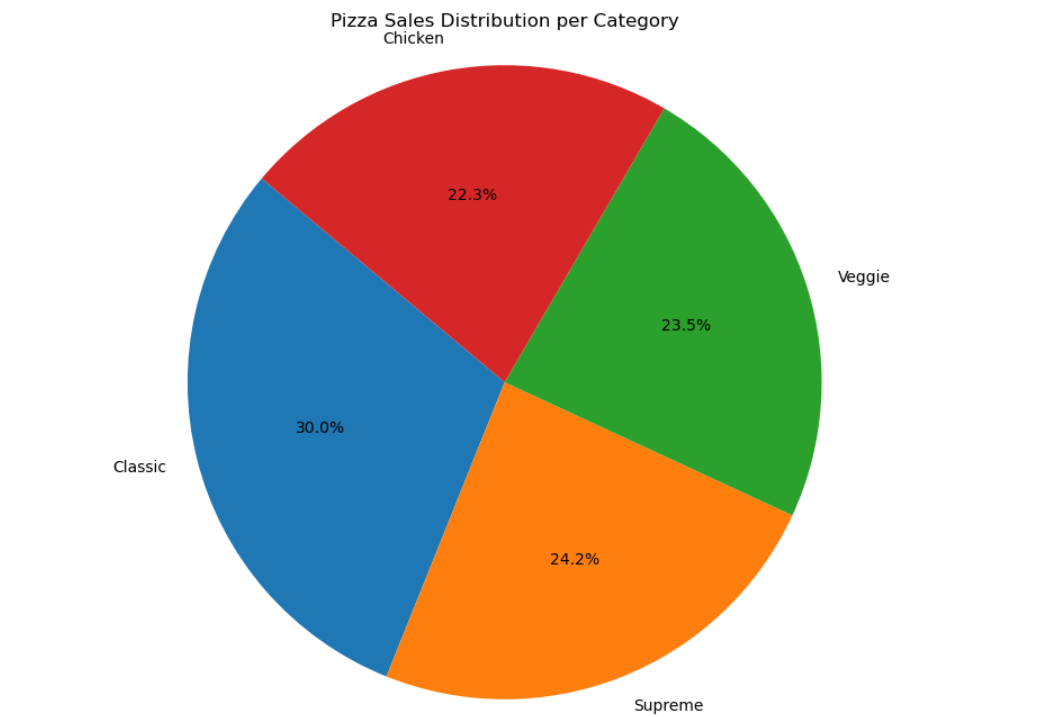 Pizza Sales Distribution per Category
Chicken
22.3%
Veggie
23.5%
30.0%
Classic
24.2%
Supreme